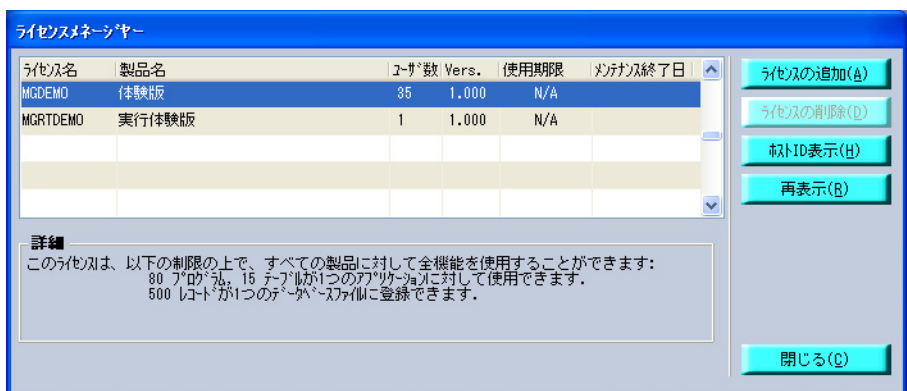 ライセンスマネージャー
ライセンス名 製品名 ユーザ数 Vers. 使用期限 メンテナンス終了日
MGDEMO 体験版 35 1.000 N/A
MGRTDEMO 実行体験版 1 1.000 N/A
ライセンスの追加(A)
ライセンスの削除(D)
ホストID表示(H)
再表示(R)
詳細
このライセンスは、以下の制限の上で、すべての製品に対して全機能を使用することができます:
80 プログラム, 15 テーブルが1つのアプリケーションに対して使用できます.
500 レコードが1つのデータベースファイルに登録できます.
閉じる(C)